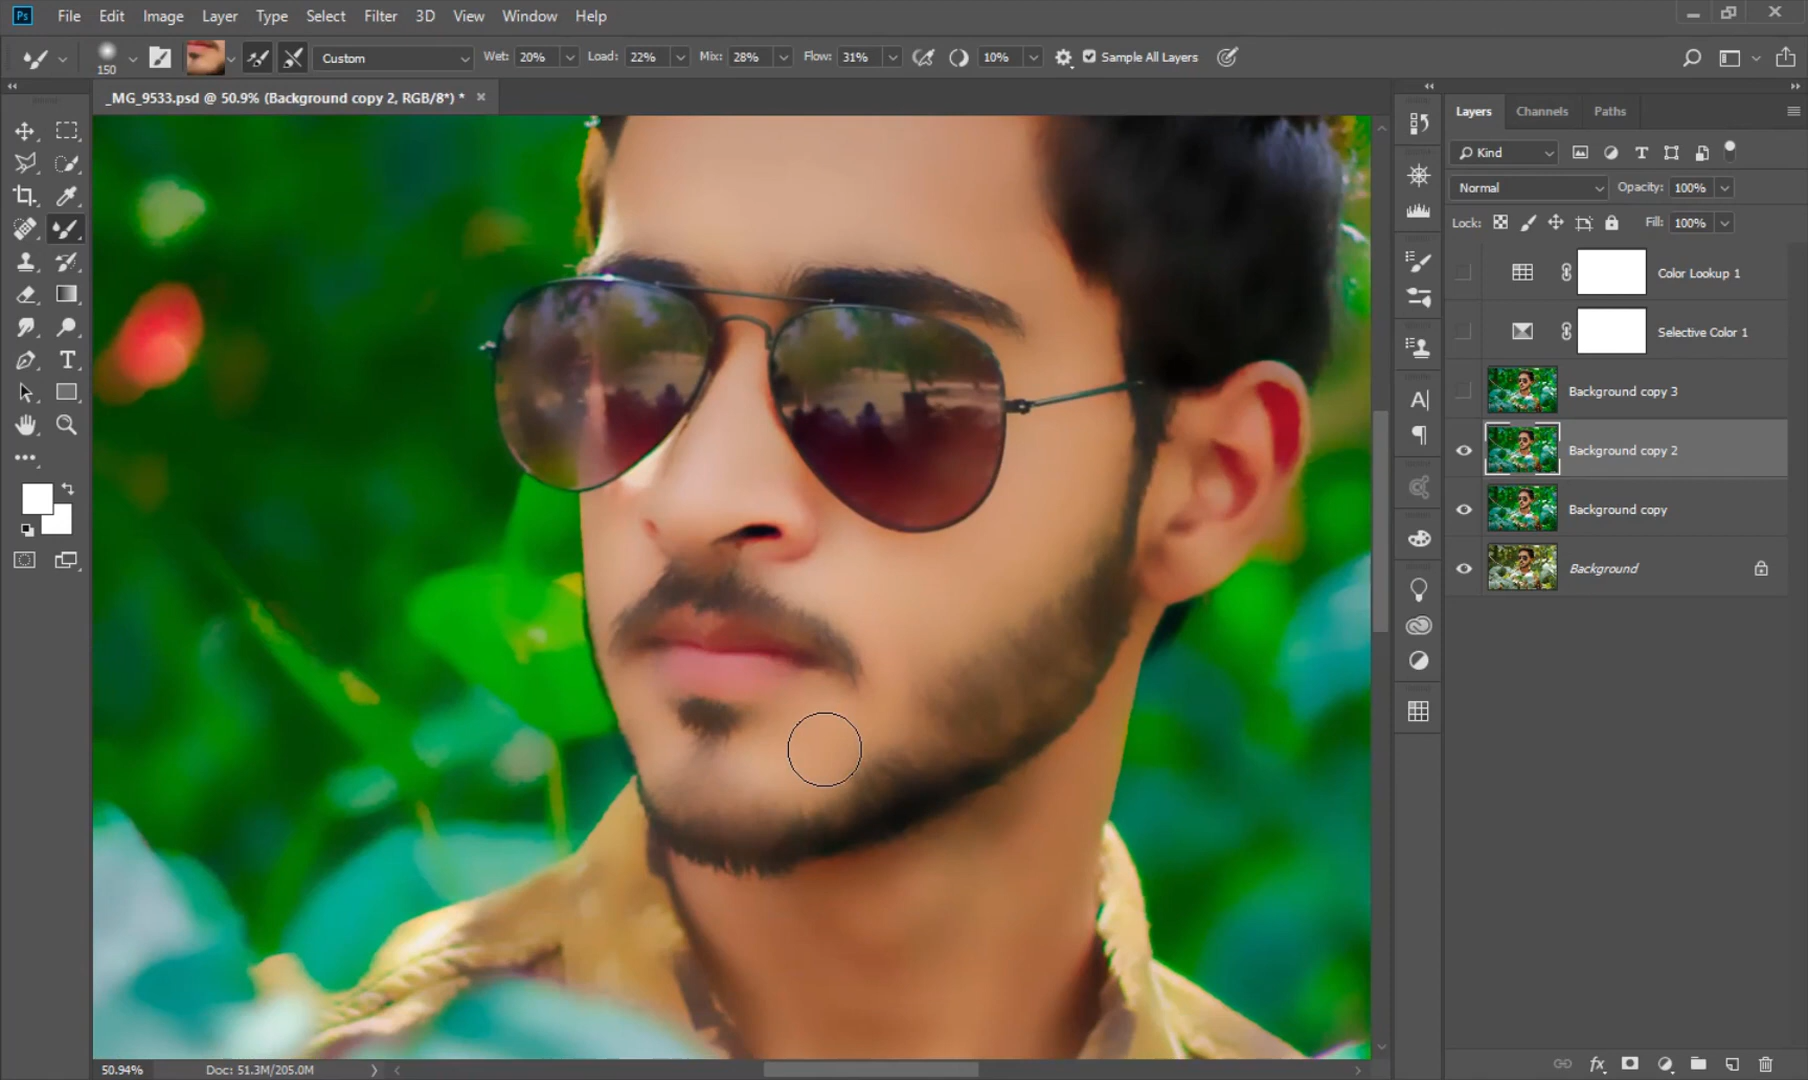 Ps File Edit Image Layer Type Select Filter 3D View Window Help
150 Custom Wet: 20% Load: 22% Mix: 28% Flow: 31% 10% Sample All Layers
_MG_9533.psd @ 50.9% (Background copy 2, RGB/8*) *
Layers Channels Paths
Kind
Normal Opacity: 100%
Lock: Fill: 100%
Color Lookup 1
Selective Color 1
Background copy 3
Background copy 2
Background copy
Background
50.94% Doc: 51.3M/205.0M
fx